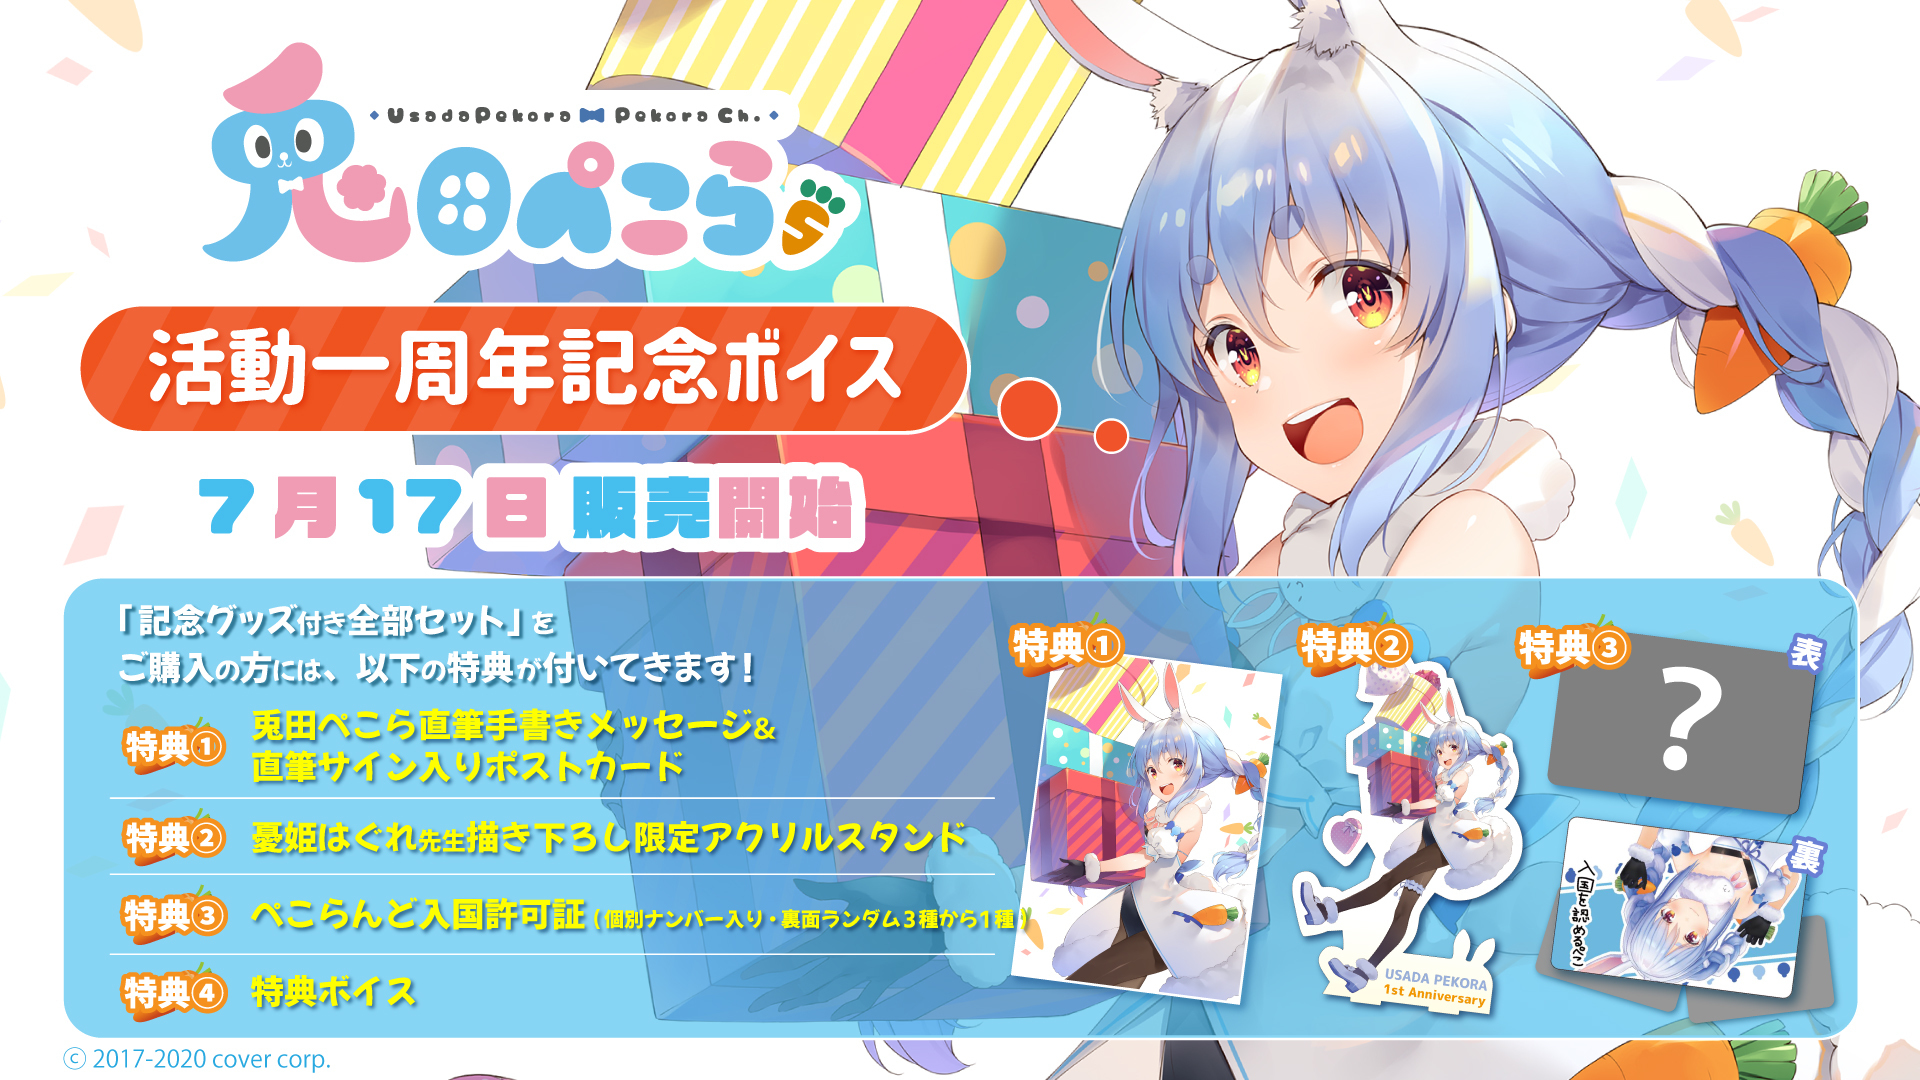 UsadaPekora Pekora Ch.
兎田ぺこら
活動一周年記念ボイス
7月17日 販売開始
「記念グッズ付き全部セット」を
ご購入の方には、以下の特典が付いてきます!
特典① 兎田ぺこら直筆手書きメッセージ&
直筆サイン入りポストカード
特典② 憂姫はぐれ先生描き下ろし限定アクリルスタンド
特典③ ぺこらんど入国許可証(個別ナンバー入り・裏面ランダム3種から1種)
特典④ 特典ボイス
特典①
特典②
USADA PEKORA
1st Anniversary
特典③
表
?
裏
入国を認めるぺこ
ⓒ 2017-2020 cover corp.